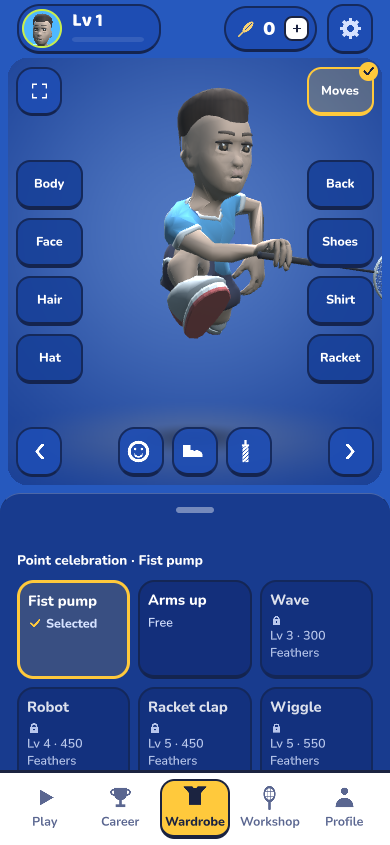 Lv 1
0
+
Moves
Body
Back
Face
Shoes
Hair
Shirt
Hat
Racket
Point celebration · Fist pump
Fist pump
Selected
Arms up
Free
Wave
Lv 3 · 300
Feathers
Robot
Lv 4 · 450
Feathers
Racket clap
Lv 5 · 450
Feathers
Wiggle
Lv 5 · 550
Feathers
Play
Career
Wardrobe
Workshop
Profile